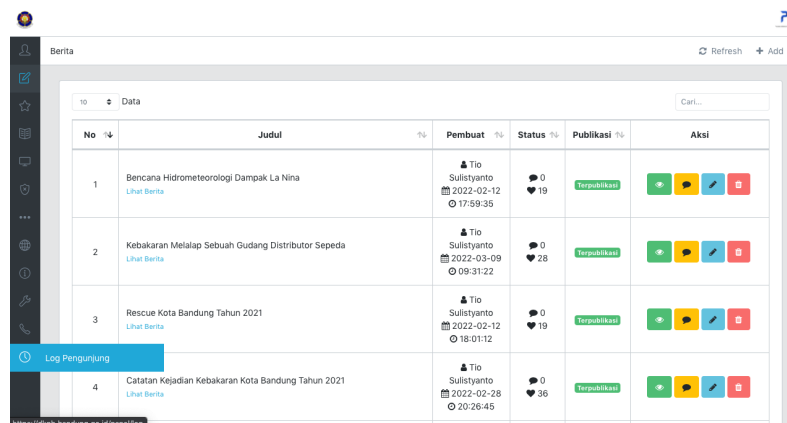 Berita
Refresh
Add
10
Data
Cari...
No
Judul
Pembuat
Status
Publikasi
Aksi
1
Bencana Hidrometeorologi Dampak La Nina
Lihat Berita
Tio
Sulistyanto
2022-02-12
17:59:35
0
19
Terpublikasi
2
Kebakaran Melalap Sebuah Gudang Distributor Sepeda
Lihat Berita
Tio
Sulistyanto
2022-03-09
09:31:22
0
28
Terpublikasi
3
Rescue Kota Bandung Tahun 2021
Lihat Berita
Tio
Sulistyanto
2022-02-12
18:01:12
0
19
Terpublikasi
Log Pengunjung
4
Catatan Kejadian Kebakaran Kota Bandung Tahun 2021
Lihat Berita
Tio
Sulistyanto
2022-02-28
20:26:45
0
36
Terpublikasi